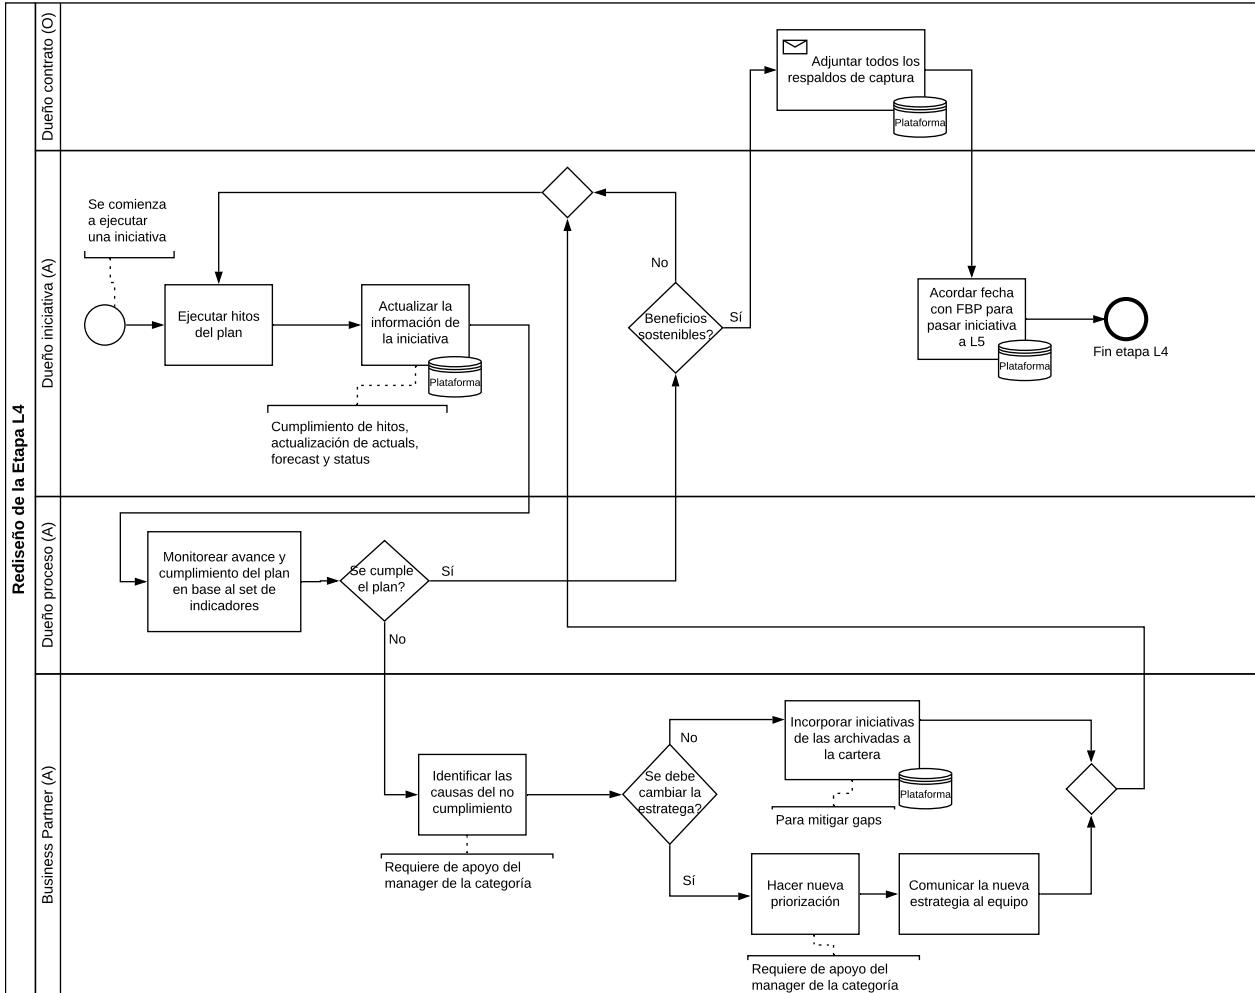 Rediseño de la Etapa L4
Dueño contrato (O)
Adjuntar todos los
respaldos de captura
Plataforma
Dueño iniciativa (A)
Se comienza
a ejecutar
una iniciativa
Ejecutar hitos
del plan
Actualizar la
información de
la iniciativa
Plataforma
Cumplimiento de hitos,
actualización de actuals,
forecast y status
No
Beneficios
sostenibles?
Sí
Acordar fecha
con FBP para
pasar iniciativa
a L5
Plataforma
Fin etapa L4
Dueño proceso (A)
Monitorear avance y
cumplimiento del plan
en base al set de
indicadores
Se cumple
el plan?
Sí
No
Business Partner (A)
Identificar las
causas del no
cumplimiento
Requiere de apoyo del
manager de la categoría
Se debe
cambiar la
estratega?
No
Incorporar iniciativas
de las archivadas a
la cartera
Plataforma
Para mitigar gaps
Sí
Hacer nueva
priorización
Requiere de apoyo del
manager de la categoría
Comunicar la nueva
estrategia al equipo